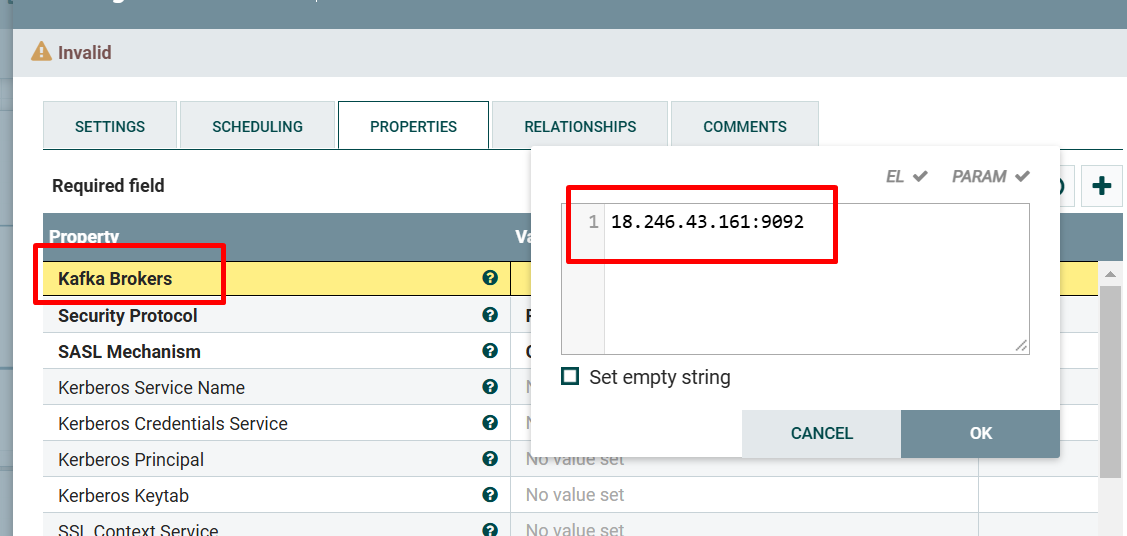 Invalid
SETTINGS SCHEDULING PROPERTIES RELATIONSHIPS COMMENTS
Required field
EL PARAM
Property
1 18.246.43.161:9092
Kafka Brokers
Security Protocol
SASL Mechanism
Kerberos Service Name
Set empty string
Kerberos Credentials Service
CANCEL OK
Kerberos Principal No value set
Kerberos Keytab No value set
SSL Context Service No value set